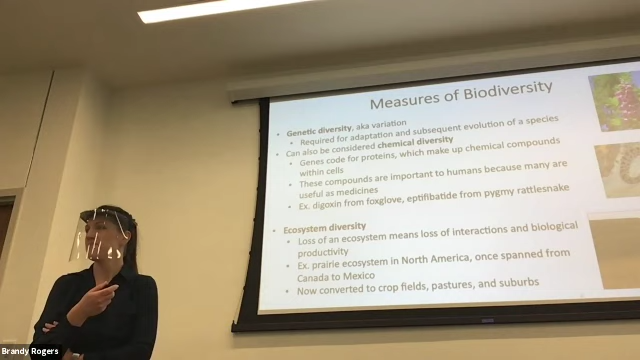 Measures of Biodiversity
• Genetic diversity, aka variation
• Required for adaptation and subsequent evolution of a species
• Can also be considered chemical diversity
• Genes code for proteins, which make up chemical compounds
within cells
• These compounds are important to humans because many are
useful as medicines
• Ex. digoxin from foxglove, eptifibatide from pygmy rattlesnake
• Ecosystem diversity
• Loss of an ecosystem means loss of interactions and biological
productivity
• Ex. prairie ecosystem in North America, once spanned from
Canada to Mexico
• Now converted to crop fields, pastures, and suburbs
Brandy Rogers